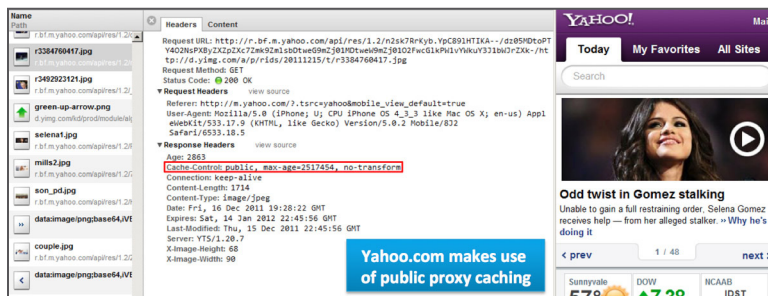 Name
Path
r.bf.m.yahoo.com/api/res/1.2/
r3384760417.jpg
r.bf.m.yahoo.com/api/res/1.2/
r3492923121.jpg
r.bf.m.yahoo.com/api/res/1.2/
green-up-arrow.png
d.yimg.com/kd/prod/module/alg
selena1.jpg
r.bf.m.yahoo.com/api/res/1.2/
mills2.jpg
r.bf.m.yahoo.com/api/res/1.2/
son_pd.jpg
r.bf.m.yahoo.com/api/res/1.2/
data:image/png;base64,iVE
couple.jpg
r.bf.m.yahoo.com/api/res/1.2/
data:image/png;base64,iVE
Headers Content
Request URL: http://r.bf.m.yahoo.com/api/res/1.2/n2sk7RrKyb.YpCB91HTIKA--/dz05MDtoPT
Y4O2NsPXByZXZpZXc7Zmk9ZmlsbDtweG9mZj01MDtweW9mZj01O2FwcGlkPW1vYWkuY3J1bWJrZXk-/ht
tp://d.yimg.com/a/p/rids/20111215/t/r3384760417.jpg
Request Method: GET
Status Code: 200 OK
Request Headers view source
Referer: http://m.yahoo.com/?.tsrc=yahoo&mobile_view_default=true
User-Agent: Mozilla/5.0 (iPhone; U; CPU iPhone OS 4_3_3 like Mac OS X; en-us) Appl
eWebKit/533.17.9 (KHTML, like Gecko) Version/5.0.2 Mobile/8J2
Safari/6533.18.5
Response Headers view source
Age: 2863
Cache-Control: public, max-age=2517454, no-transform
Connection: keep-alive
Content-Length: 1714
Content-Type: image/jpeg
Date: Fri, 16 Dec 2011 19:28:22 GMT
Expires: Sat, 14 Jan 2012 22:45:56 GMT
Last-Modified: Thu, 15 Dec 2011 22:45:56 GMT
Server: YTS/1.20.7
X-Image-Height: 68
X-Image-Width: 90
Yahoo.com makes use
of public proxy caching
YAHOO! Mai
Today My Favorites All Sites
Search
Odd twist in Gomez stalking
Unable to gain a full restraining order, Selena Gomez
receives help — from her alleged stalker. » Why he's
doing it
‹ prev 1 / 48 next ›
Sunnyvale DOW NCAAB
57° 7.38 IPST